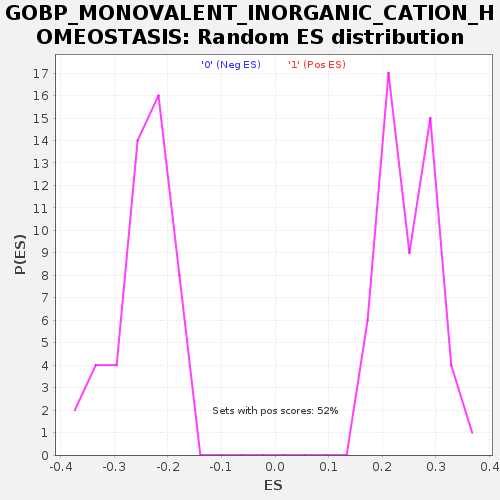 GOBP_MONOVALENT_INORGANIC_CATION_H
OMEOSTASIS: Random ES distribution
'0' (Neg ES) '1' (Pos ES)
17
16
15
14
13
12
11
10
9
8
7
6
5
4
3
2
1
0
P(ES)
Sets with pos scores: 52%
-0.4 -0.3 -0.2 -0.1 0.0 0.1 0.2 0.3 0.4
ES